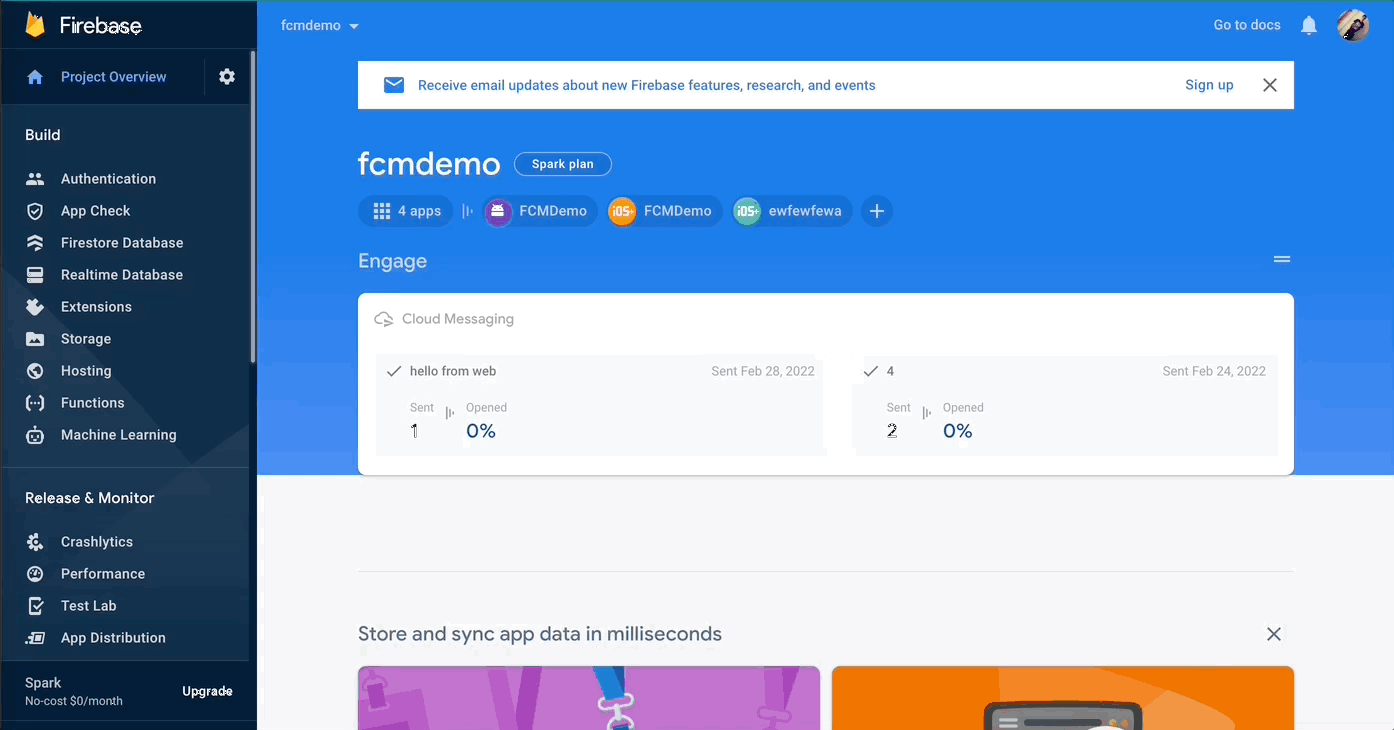 Firebase
fcmdemo
Go to docs
Project Overview
Receive email updates about new Firebase features, research, and events
Sign up
Build
Authentication
App Check
Firestore Database
Realtime Database
Extensions
Storage
Hosting
Functions
Machine Learning
Release & Monitor
Crashlytics
Performance
Test Lab
App Distribution
Spark
No-cost $0/month
Upgrade
fcmdemo
Spark plan
4 apps
FCMDemo
iOS+
FCMDemo
iOS+
ewfewfewa
Engage
Cloud Messaging
hello from web
Sent Feb 28, 2022
Sent
Opened
1
0%
4
Sent Feb 24, 2022
Sent
Opened
2
0%
Store and sync app data in milliseconds